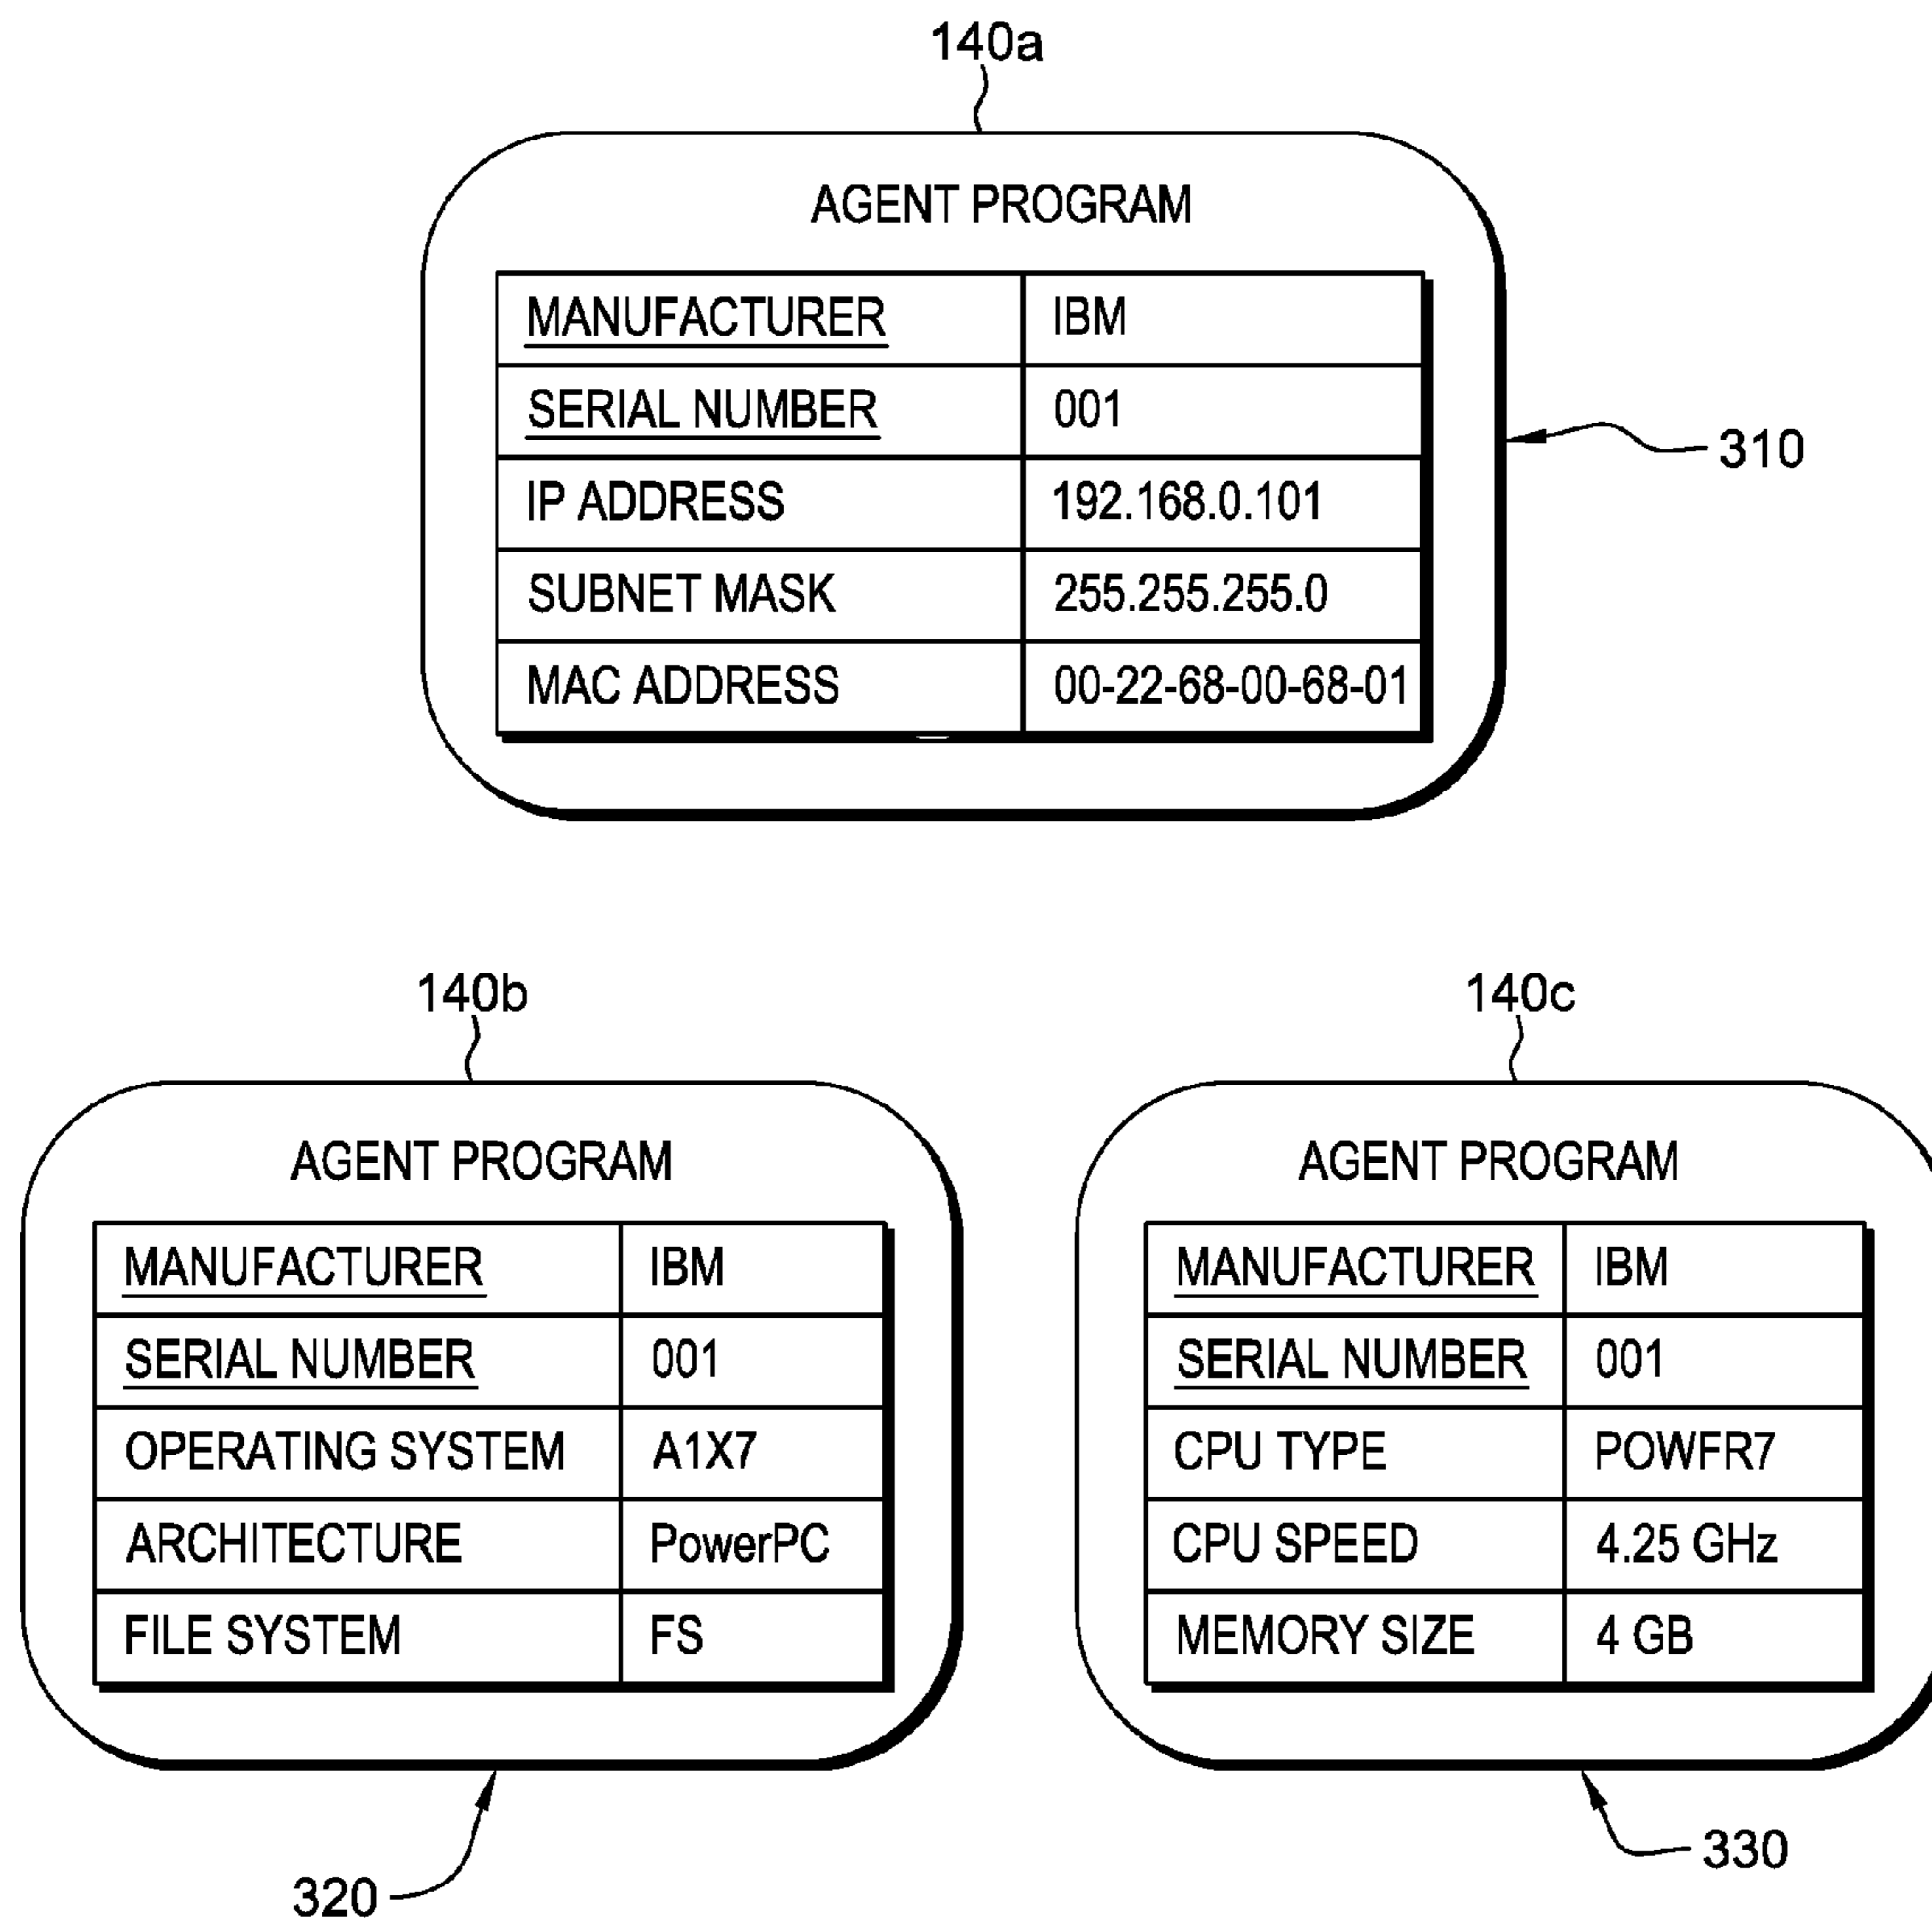 140a
AGENT PROGRAM
MANUFACTURER IBM
SERIAL NUMBER 001
IP ADDRESS 192.168.0.101
SUBNET MASK 255.255.255.0
MAC ADDRESS 00-22-68-00-68-01
310
140b
AGENT PROGRAM
MANUFACTURER IBM
SERIAL NUMBER 001
OPERATING SYSTEM A1X7
ARCHITECTURE PowerPC
FILE SYSTEM FS
320
140c
AGENT PROGRAM
MANUFACTURER IBM
SERIAL NUMBER 001
CPU TYPE POWFR7
CPU SPEED 4.25 GHz
MEMORY SIZE 4 GB
330